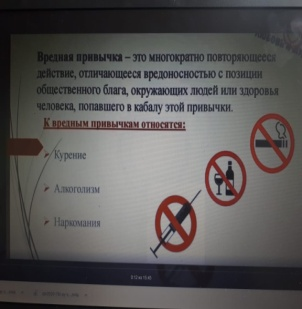 Вредная привычка – это многократно повторяющееся
действие, отличающееся вредоносностью с позиции
общественного блага, окружающих людей или здоровья
человека, попавшего в кабалу этой привычки.
К вредным привычкам относятся:
Курение
Алкоголизм
Наркомания